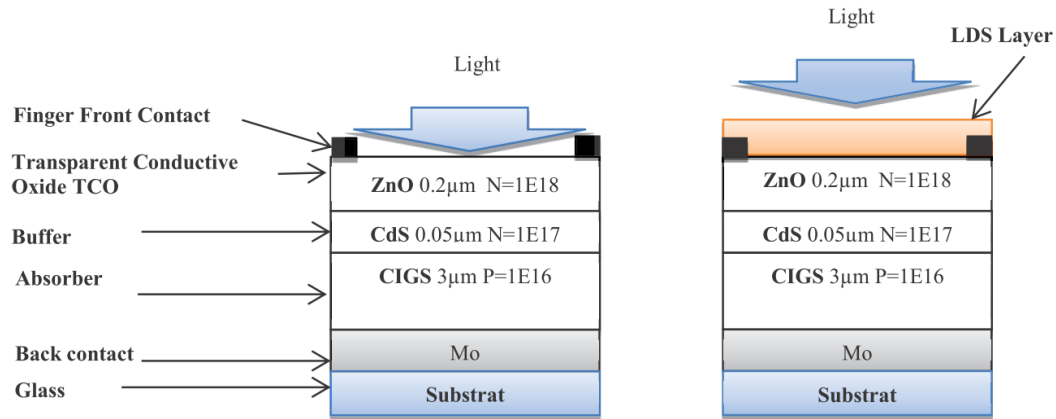 Light
Light
LDS Layer
Finger Front Contact
Transparent Conductive
Oxide TCO
Buffer
Absorber
Back contact
Glass
ZnO 0.2µm N=1E18
CdS 0.05µm N=1E17
CIGS 3µm P=1E16
Mo
Substrat
ZnO 0.2µm N=1E18
CdS 0.05µm N=1E17
CIGS 3µm P=1E16
Mo
Substrat